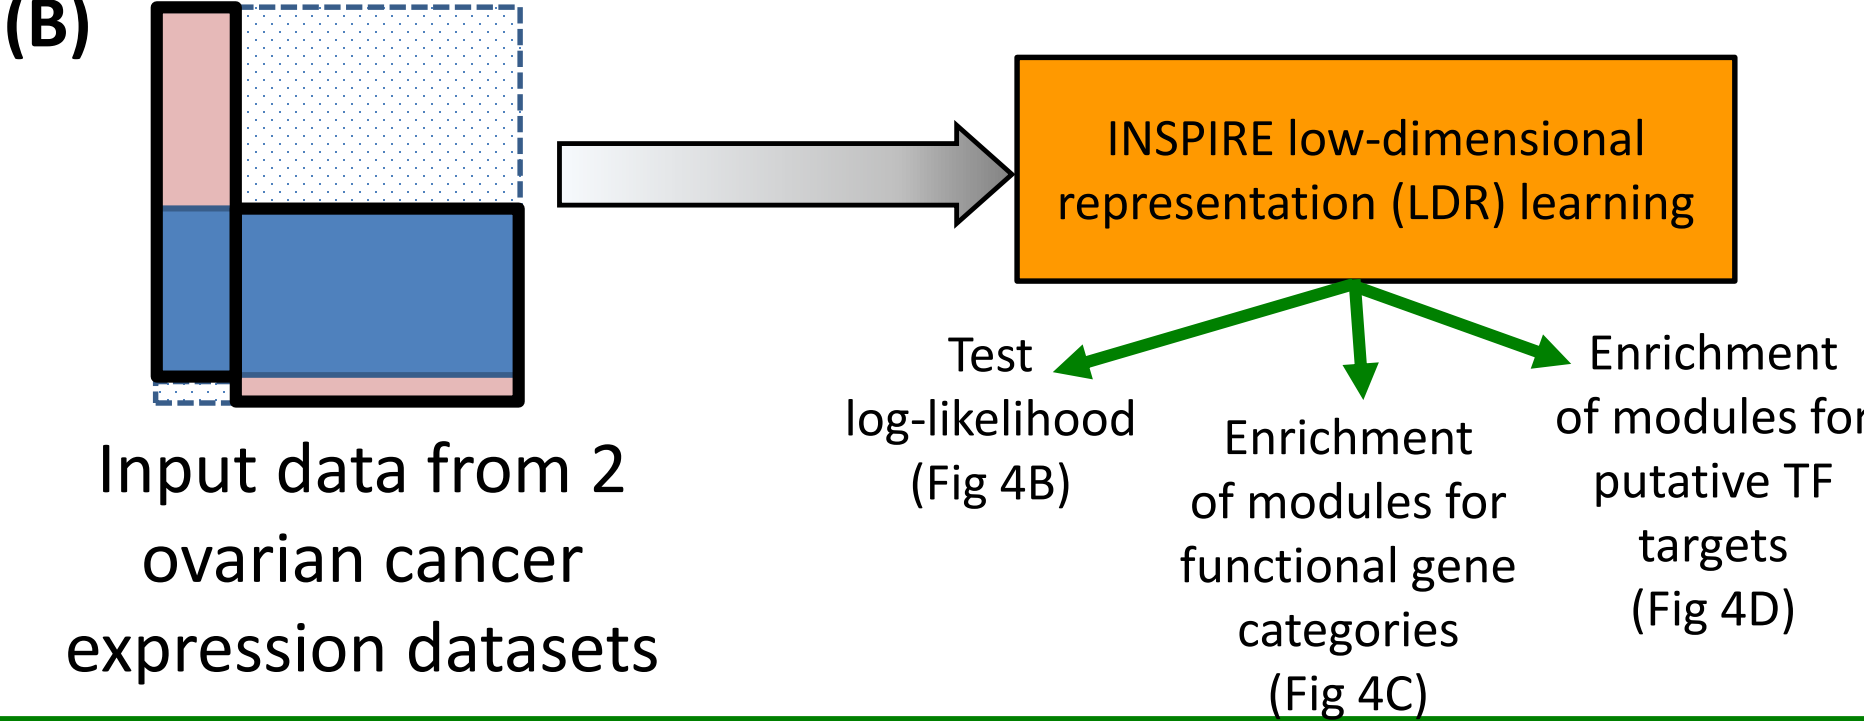 (B)
INSPIRE low-dimensional
representation (LDR) learning
Input data from 2
ovarian cancer
expression datasets
Test
log-likelihood
(Fig 4B)
Enrichment
of modules for
functional gene
categories
(Fig 4C)
Enrichment
of modules for
putative TF
targets
(Fig 4D)